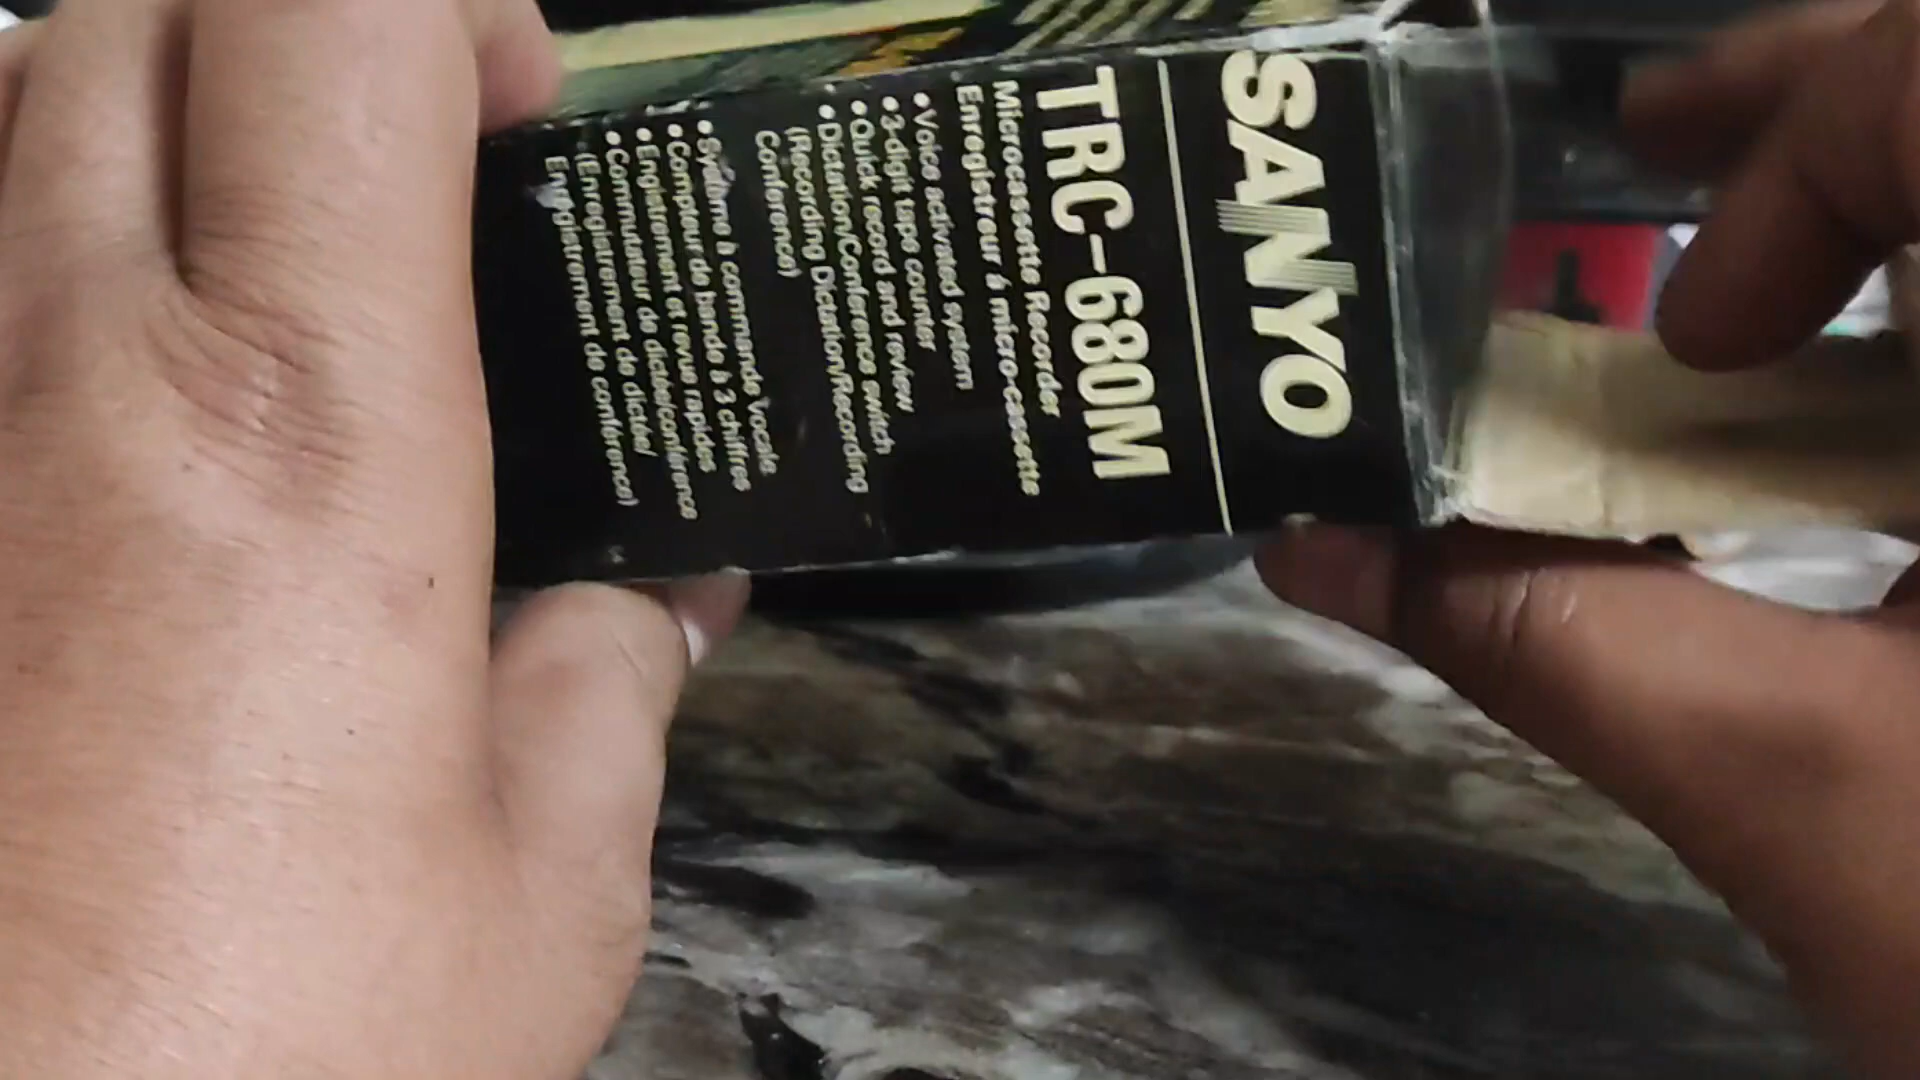 SANYO
TRC-680M
Microcassette Recorder
Enregistreur á micro-cassette
•Voice activated system
•3-digit tape counter
•Quick record and review
•Dictation/Conference switch
(Recording Dictation/Recording
Conference)
•Système à commande vocale
•Compteur de bande à 3 chiffres
•Engistrement et revue rapides
•Commutateur de dictée/conférence
(Enregistrement de dictée/
Enregistrement de conférence)